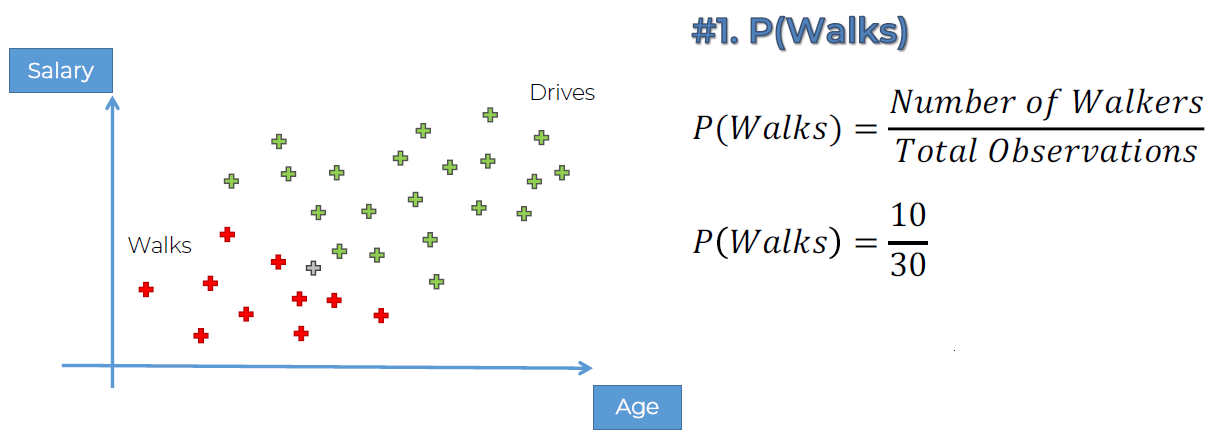 #1. P(Walks)
Salary
Drives
P(Walks) = Number of Walkers / Total Observations
Walks
P(Walks) = 10 / 30
Age